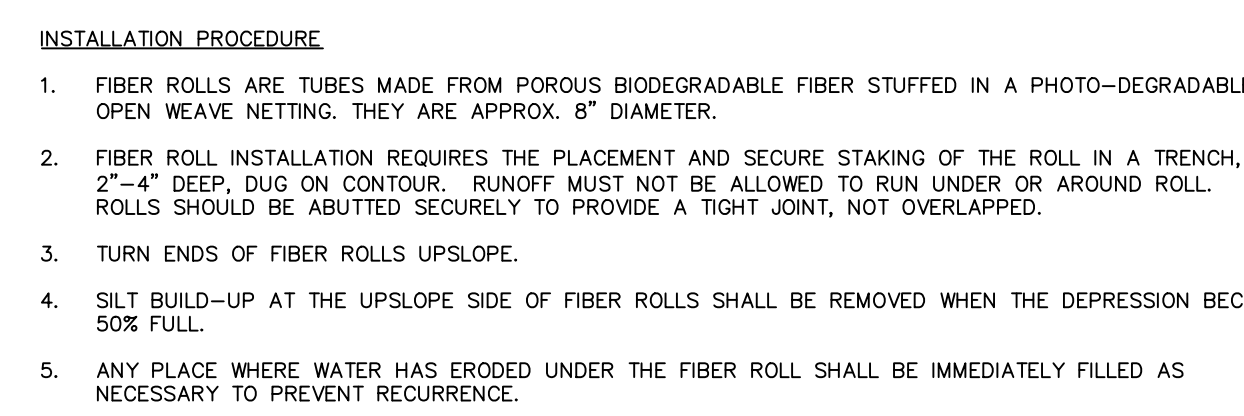 INSTALLATION PROCEDURE
1. FIBER ROLLS ARE TUBES MADE FROM POROUS BIODEGRADABLE FIBER STUFFED IN A PHOTO-DEGRADABL
OPEN WEAVE NETTING. THEY ARE APPROX. 8" DIAMETER.
2. FIBER ROLL INSTALLATION REQUIRES THE PLACEMENT AND SECURE STAKING OF THE ROLL IN A TRENCH,
2"-4" DEEP, DUG ON CONTOUR. RUNOFF MUST NOT BE ALLOWED TO RUN UNDER OR AROUND ROLL.
ROLLS SHOULD BE ABUTTED SECURELY TO PROVIDE A TIGHT JOINT, NOT OVERLAPPED.
3. TURN ENDS OF FIBER ROLLS UPSLOPE.
4. SILT BUILD-UP AT THE UPSLOPE SIDE OF FIBER ROLLS SHALL BE REMOVED WHEN THE DEPRESSION BEC
50% FULL.
5. ANY PLACE WHERE WATER HAS ERODED UNDER THE FIBER ROLL SHALL BE IMMEDIATELY FILLED AS
NECESSARY TO PREVENT RECURRENCE.